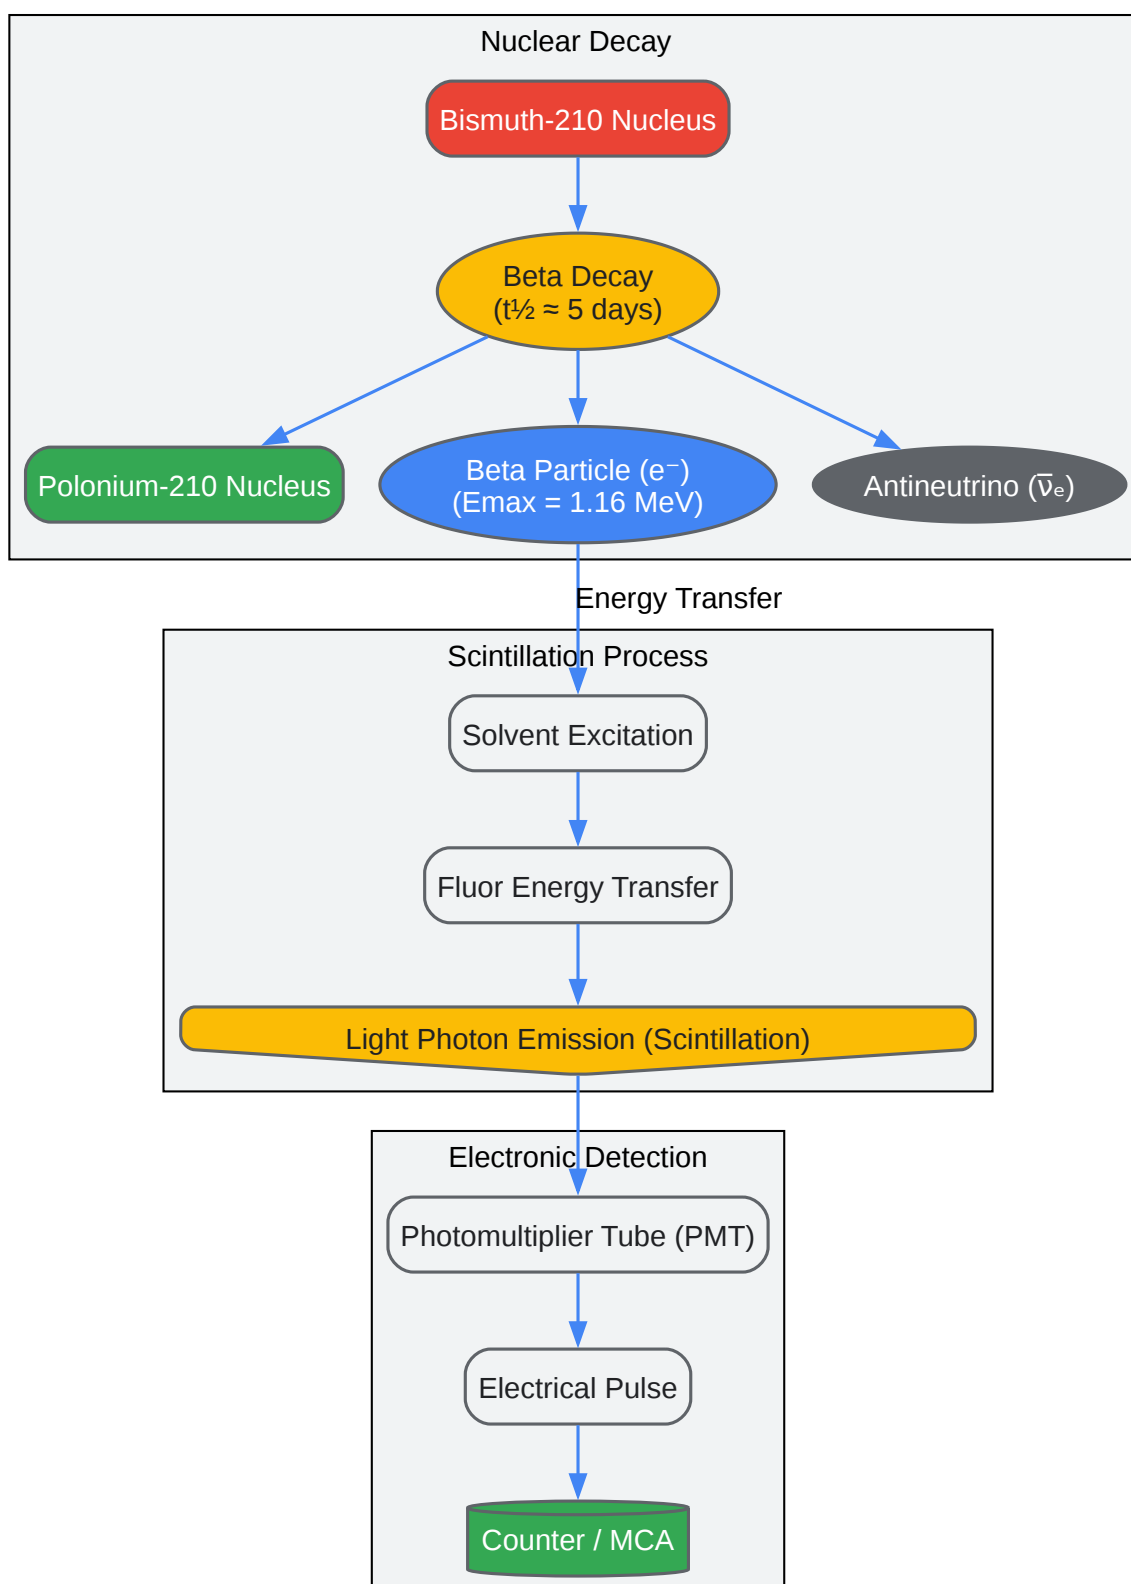 Nuclear Decay
Bismuth-210 Nucleus
Beta Decay
(t½ ≈ 5 days)
Polonium-210 Nucleus
Beta Particle (e⁻)
(Emax = 1.16 MeV)
Antineutrino (ν̅ₑ)
Energy Transfer
Scintillation Process
Solvent Excitation
Fluor Energy Transfer
Light Photon Emission (Scintillation)
Electronic Detection
Photomultiplier Tube (PMT)
Electrical Pulse
Counter / MCA